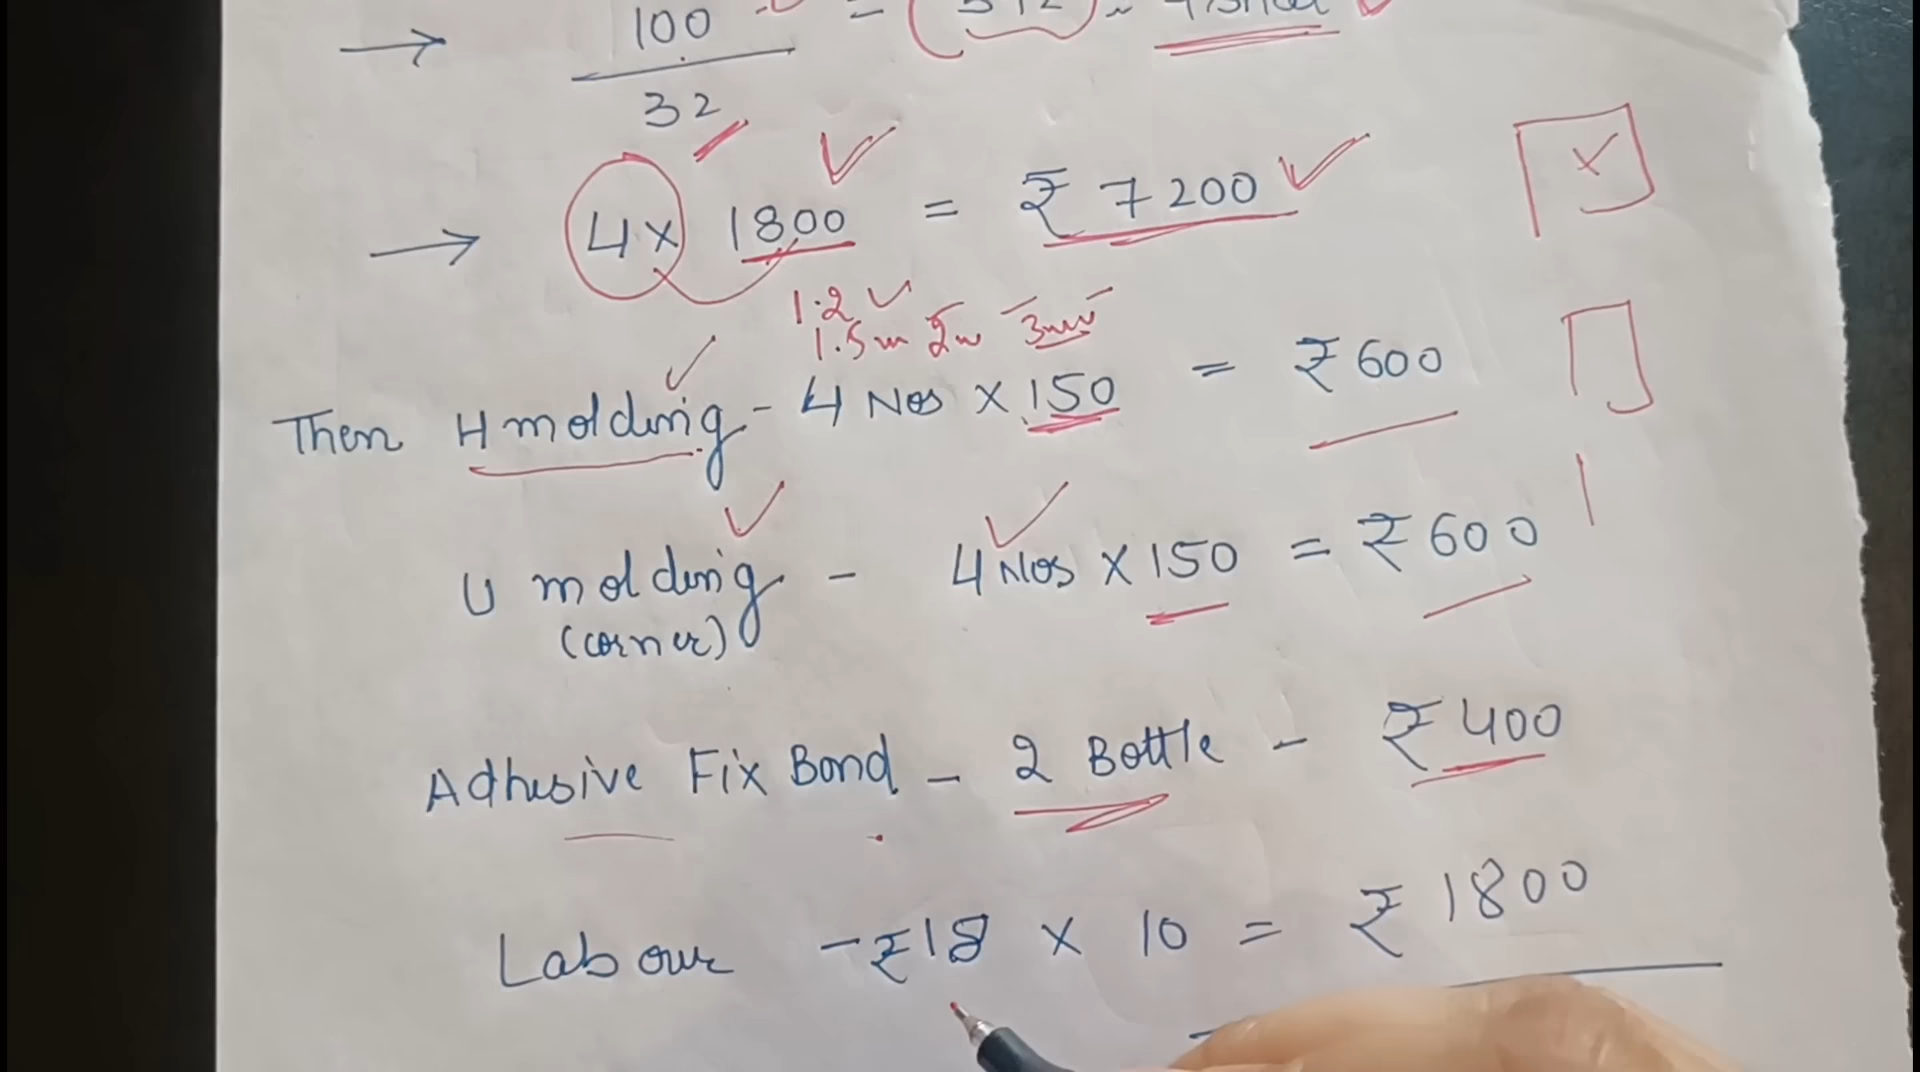 → 100 =
32
→ 4x 1800 = ₹ 7200
1.2
1.5m 2m 3mm
Then H molding - 4 Nos x 150 = ₹ 600
U molding - 4 Nos x 150 = ₹ 600
(corner)
Adhesive Fix Bond - 2 Bottle - ₹ 400
Labour - ₹ 18 x 10 = ₹ 1800